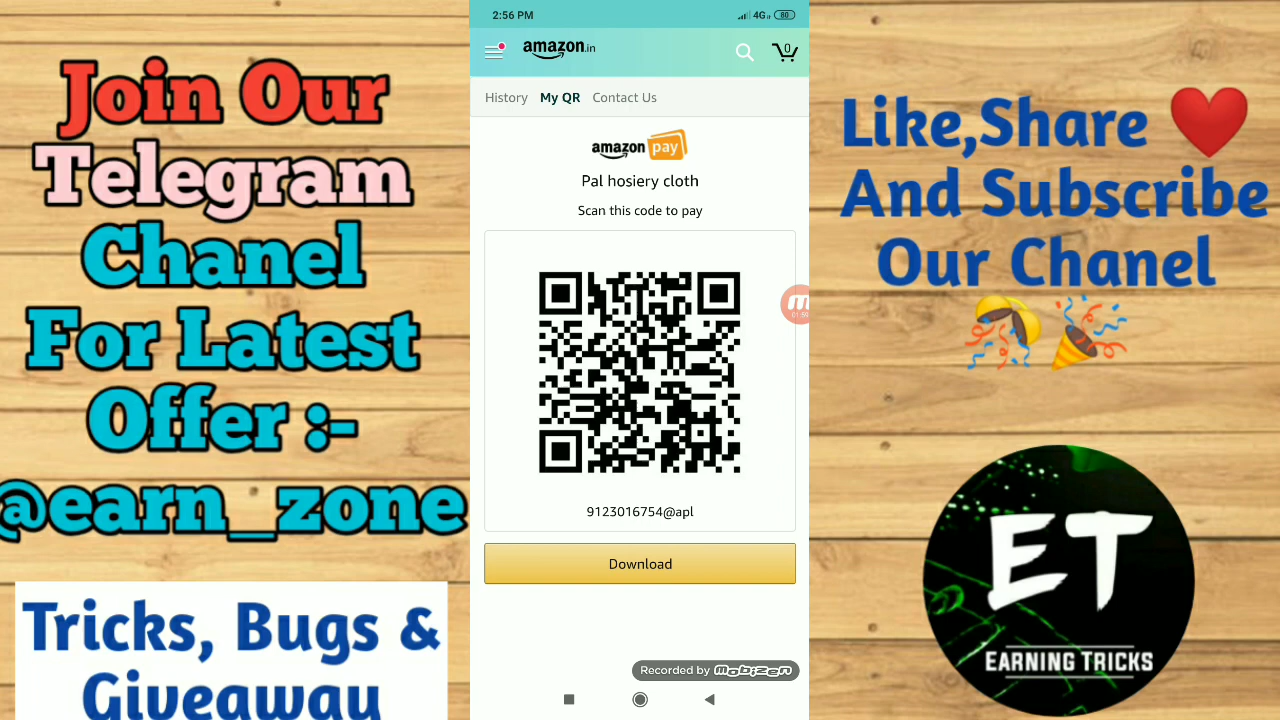 Join Our
Telegram
Chanel
For Latest
Offer :-
@earn_zone
Tricks, Bugs &
Giveaway
2:56 PM
4G
80
amazon.in
0
History My QR Contact Us
amazon pay
Pal hosiery cloth
Scan this code to pay
01:59
9123016754@apl
Download
Recorded by mobizen
Like,Share
And Subscribe
Our Chanel
ET
EARNING TRICKS